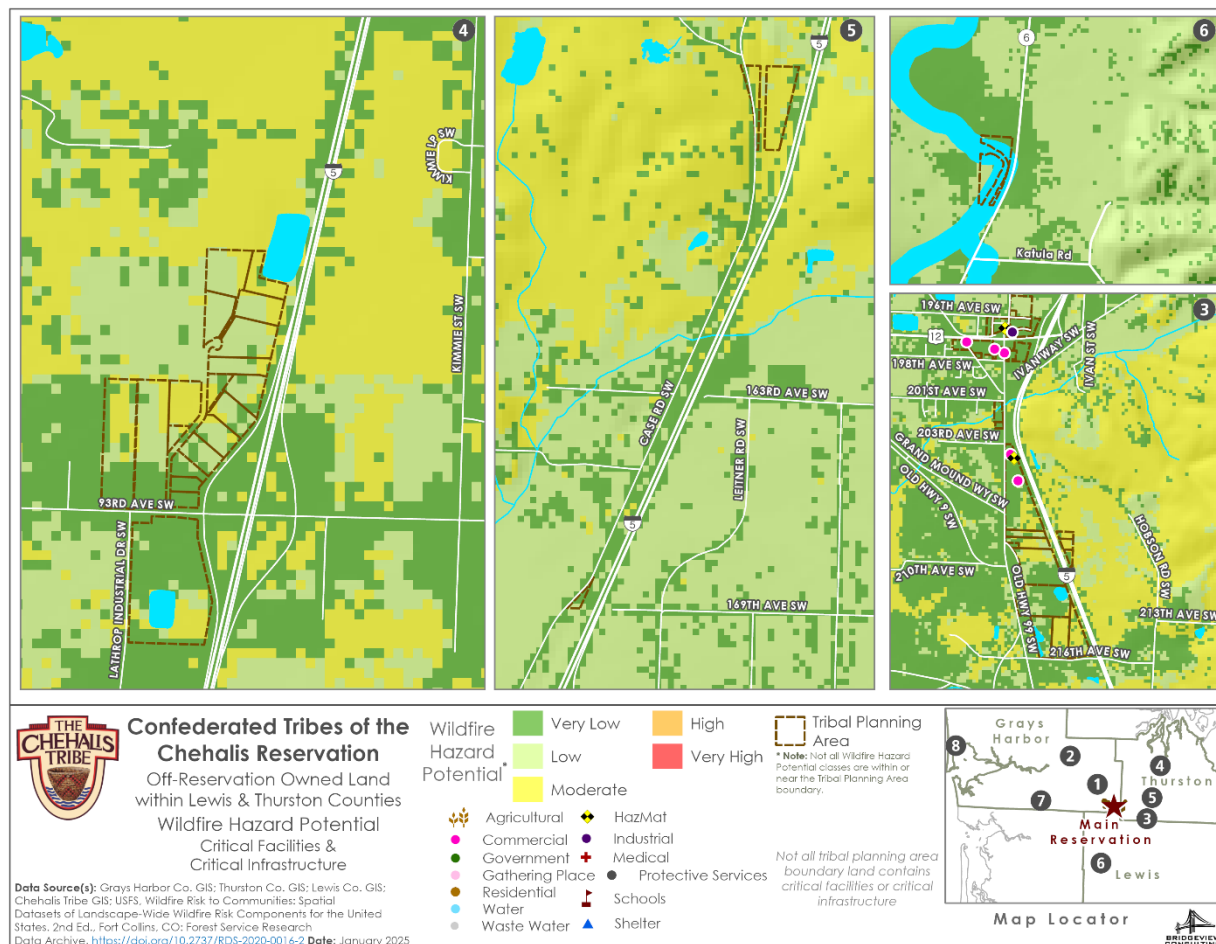 4
5
KIMMIE LP SW
KIMMIE ST SW
93RD AVE SW
LATHROP INDUSTRIAL DR SW
5
5
CASE RD SW
163RD AVE SW
LEITNER RD SW
5
169TH AVE SW
6
6
Katula Rd
3
196TH AVE SW
12
IVAN WAY SW
IVAN ST SW
198TH AVE SW
201ST AVE SW
203RD AVE SW
GRAND MOUND WY SW
OLD HWY 9 SW
HOBSON RD SW
210TH AVE SW
OLD HWY 99 SW
5
213TH AVE SW
216TH AVE SW
THE
CHEHALIS
TRIBE
Confederated Tribes of the
Chehalis Reservation
Off-Reservation Owned Land
within Lewis & Thurston Counties
Wildfire Hazard Potential
Critical Facilities &
Critical Infrastructure
Data Source(s): Grays Harbor Co. GIS; Thurston Co. GIS; Lewis Co. GIS;
Chehalis Tribe GIS; USFS, Wildfire Risk to Communities: Spatial
Datasets of Landscape-Wide Wildfire Risk Components for the United
States. 2nd Ed., Fort Collins, CO: Forest Service Research
Data Archive, https://doi.org/10.2737/RDS-2020-0016-2 Date: January 2025
Wildfire
Hazard
Potential*
Very Low
Low
Moderate
High
Very High
Tribal Planning
Area
* Note: Not all Wildfire Hazard
Potential classes are within or
near the Tribal Planning Area
boundary.
Agricultural
Commercial
Government
Gathering Place
Residential
Water
Waste Water
HazMat
Industrial
Medical
Protective Services
Schools
Shelter
Not all tribal planning area
boundary land contains
critical facilities or critical
infrastructure
Grays
Harbor
8
2
4
Thurston
1
5
7
3
Main
Reservation
6
Lewis
Map Locator
BRIDGEVIEW
CONSULTING